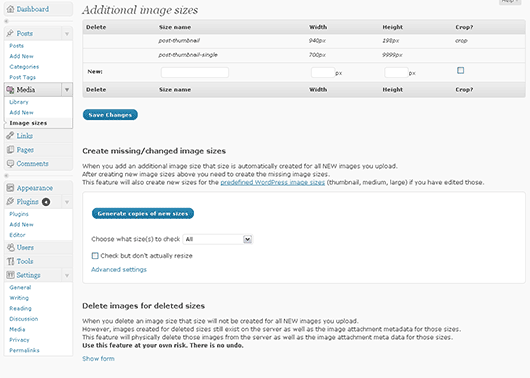 Dashboard
Posts
Posts
Add New
Categories
Post Tags
Media
Library
Add New
Image sizes
Links
Pages
Comments
Appearance
Plugins 4
Plugins
Add New
Editor
Users
Tools
Settings
General
Writing
Reading
Discussion
Media
Privacy
Permalinks
Help
Additional image sizes
Delete Size name Width Height Crop?
post-thumbnail 940px 198px crop
post-thumbnail-single 700px 9999px
New: px px
Delete Size name Width Height Crop?
Save Changes
Create missing/changed image sizes
When you add an additional image size that size is automatically created for all NEW images you upload.
After creating new image sizes above you need to create the missing sizes.
This feature will also create new sizes for the predefined WordPress image sizes (thumbnail, medium, large) if you have edited those.
Generate copies of new sizes
Choose what size(s) to check All
Check but don't actually resize
Advanced settings
Delete images for deleted sizes
When you delete an image size that size will not be created for all NEW images you upload.
However, images created for deleted sizes still exist on the server as well as the image attachment metadata for those sizes.
This feature will physically delete those images from the server as well as the image attachment meta data for those sizes.
Use this feature at your own risk. There is no undo.
Show form